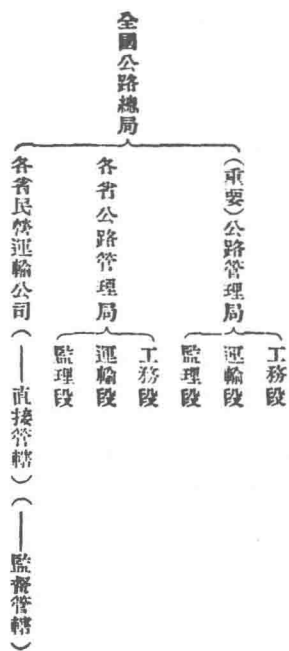 全國公路總局
（重要）公路管理局
工務段
運輸段
監理段
各省公路管理局
工務段
運輸段
監理段
各省民營運輸公司（——直接管轄）（——監督管轄）